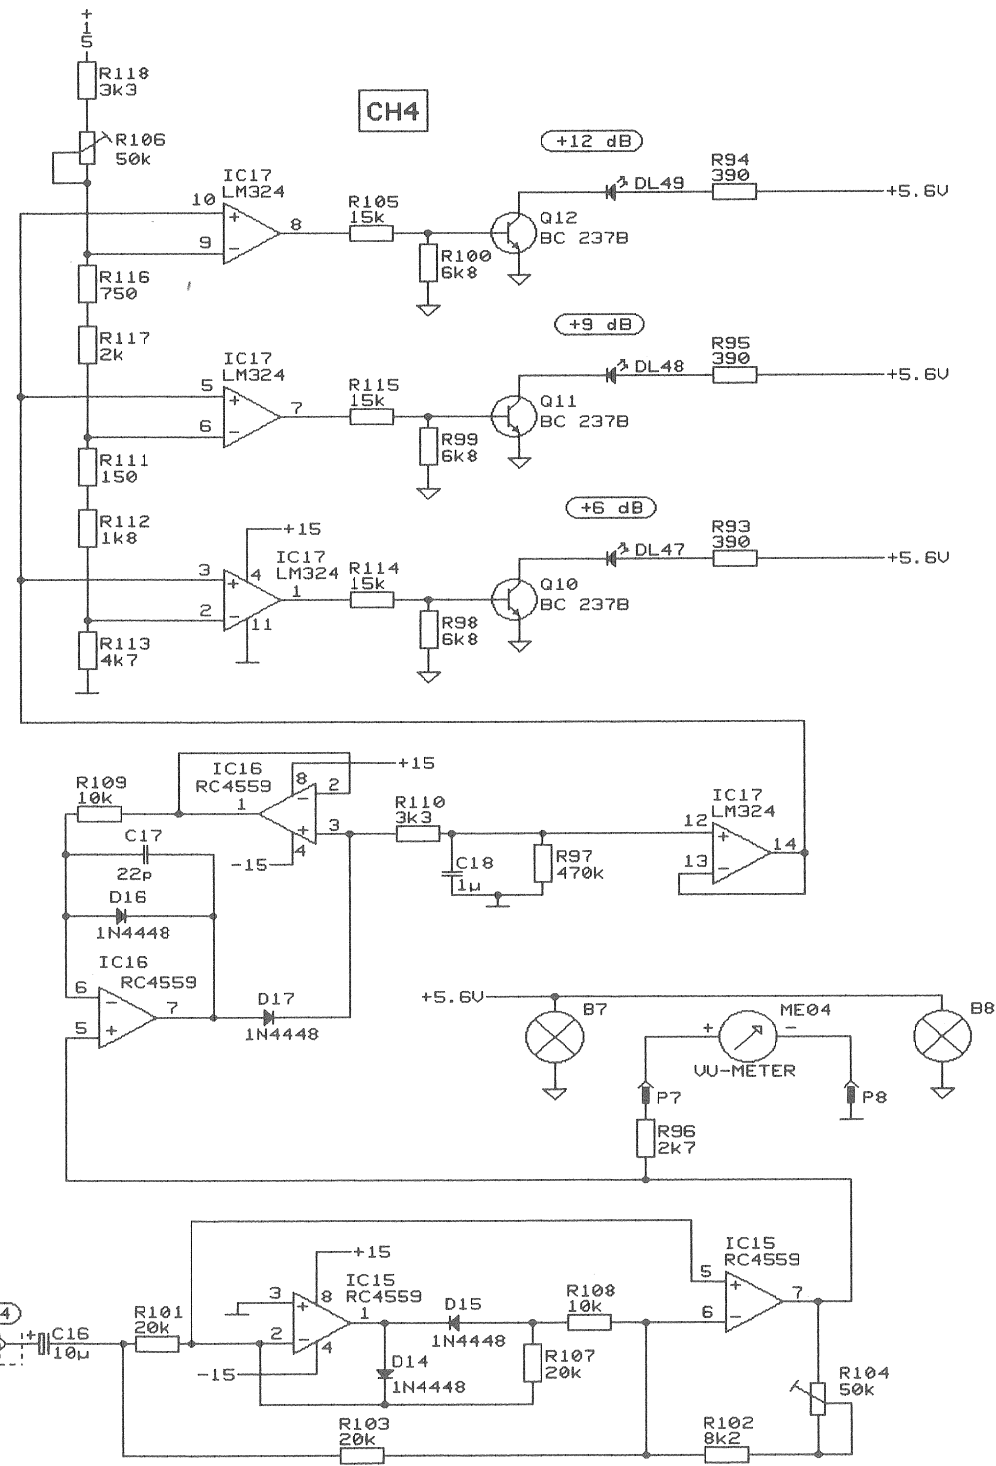 +
1
5
R118
3k3
R106
50k
CH4
+12 dB
IC17
LM324
10
9
8
R105
15k
R100
6k8
Q12
BC 237B
DL49
R94
390
+5.6V
R116
750
R117
2k
+9 dB
IC17
LM324
5
6
7
R115
15k
R99
6k8
Q11
BC 237B
DL48
R95
390
+5.6V
R111
150
R112
1k8
+6 dB
+15
IC17
LM324
3
2
4
11
1
R114
15k
R98
6k8
Q10
BC 237B
DL47
R93
390
+5.6V
R113
4k7
R109
10k
IC16
RC4559
1
8
2
3
4
+15
-15
C17
22p
D16
1N4448
IC16
RC4559
6
5
7
D17
1N4448
R110
3k3
C18
1µ
R97
470k
IC17
LM324
12
13
14
+5.6V
B7
ME04
+
-
VU-METER
B8
P7
P8
R96
2k7
4
+
C16
10µ
R101
20k
+15
IC15
RC4559
3
2
8
4
1
-15
D15
1N4448
D14
1N4448
R107
20k
R108
10k
IC15
RC4559
5
6
7
R104
50k
R103
20k
R102
8k2